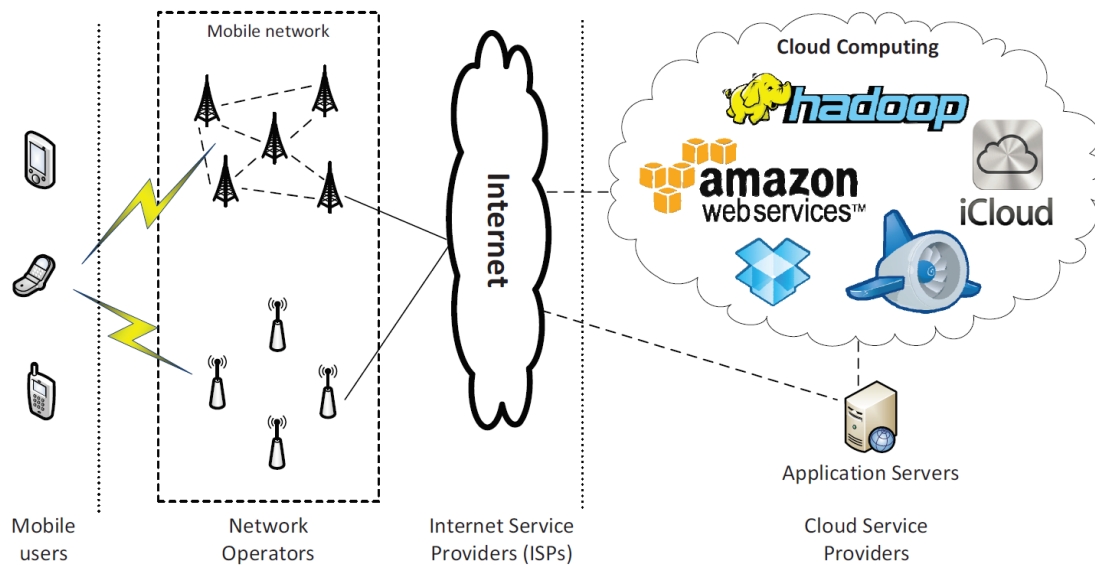 Mobile network
Cloud Computing
hadoop
amazon
webservices™
iCloud
Internet
Application Servers
Mobile
users
Network
Operators
Internet Service
Providers (ISPs)
Cloud Service
Providers